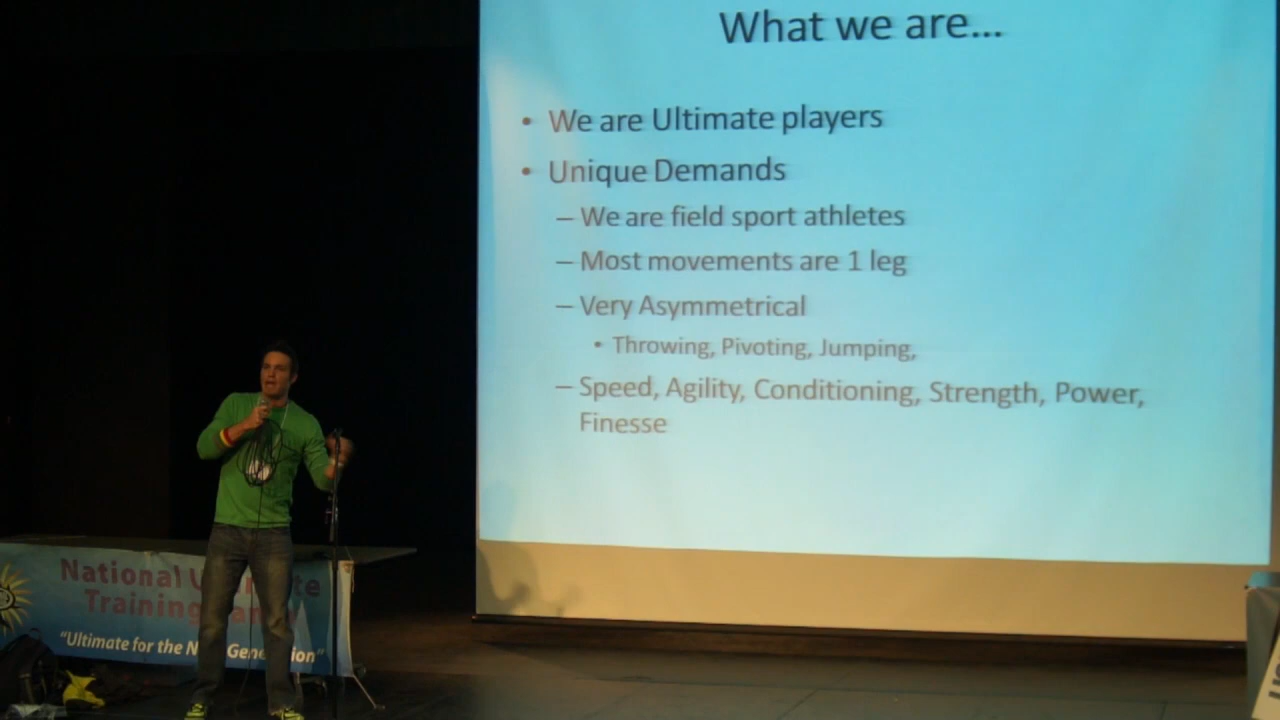 What we are...
• We are Ultimate players
• Unique Demands
– We are field sport athletes
– Most movements are 1 leg
– Very Asymmetrical
• Throwing, Pivoting, Jumping,
– Speed, Agility, Conditioning, Strength, Power,
Finesse
National
Training
"Ultimate for the